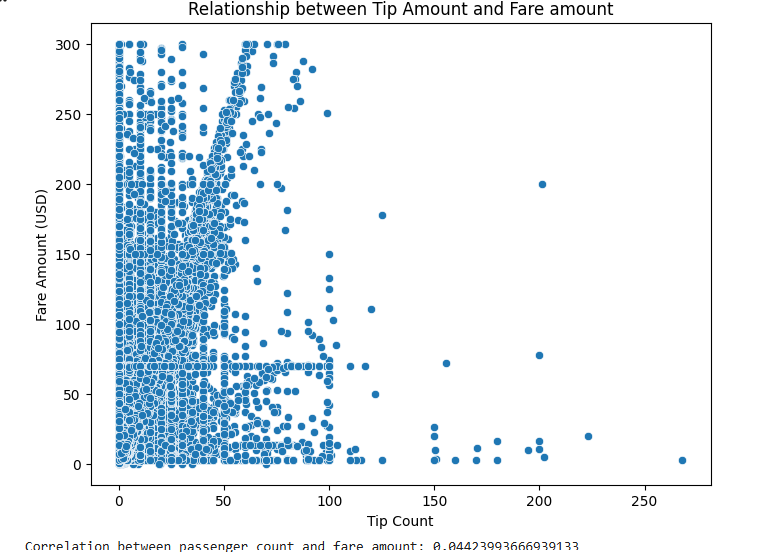 Relationship between Tip Amount and Fare amount
300
250
200
150
100
50
0
Fare Amount (USD)
0 50 100 150 200 250
Tip Count
Correlation between passenger count and fare amount: 0.04423993666939133